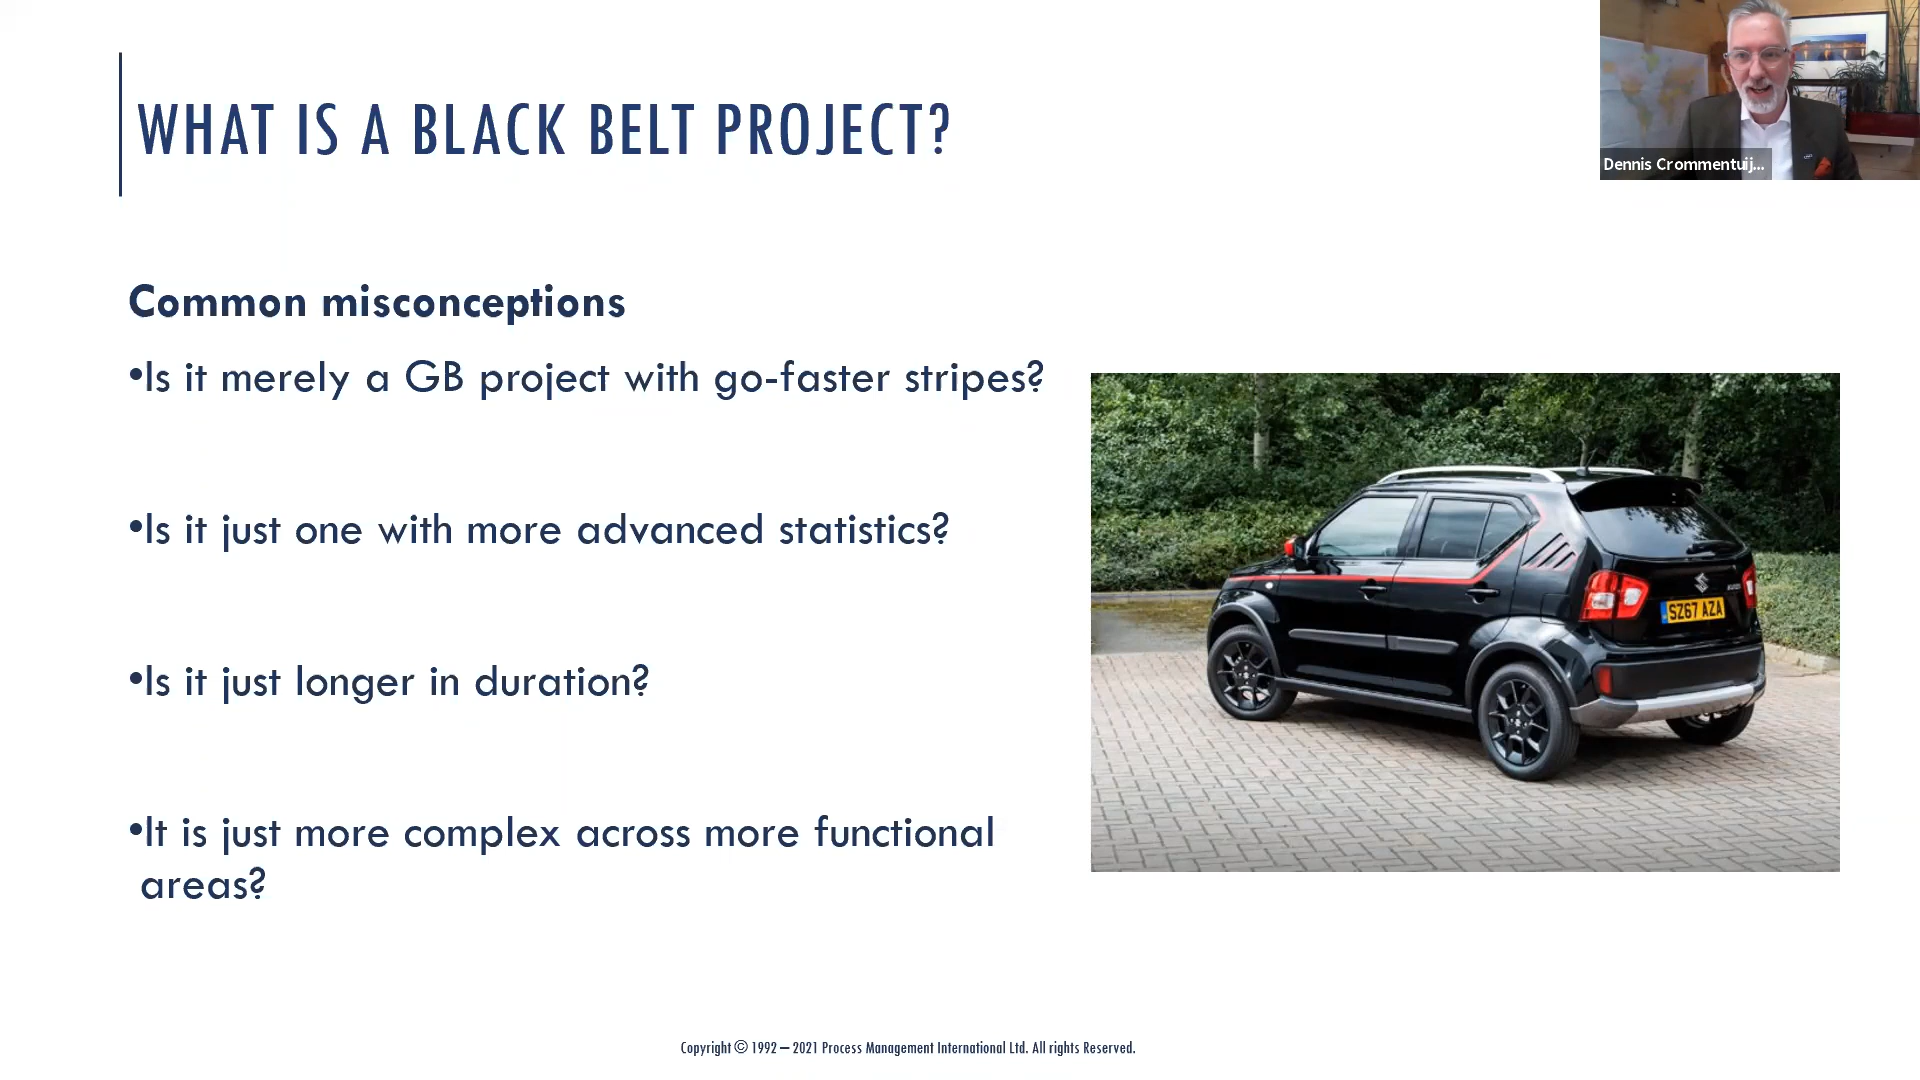 WHAT IS A BLACK BELT PROJECT?
Dennis Crommentuij...
Common misconceptions
•Is it merely a GB project with go-faster stripes?
•Is it just one with more advanced statistics?
•Is it just longer in duration?
•It is just more complex across more functional
areas?
SZ67 AZA
Copyright © 1992 – 2021 Process Management International Ltd. All rights Reserved.